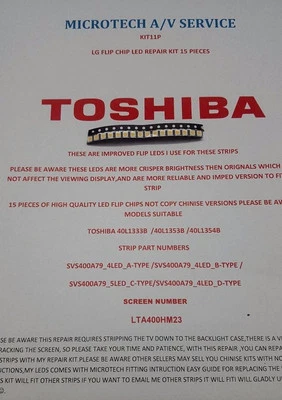 MICROTECH A/V SERVICE
KIT11P
LG FLIP CHIP LED REPAIR KIT 15 PIECES
TOSHIBA
THESE ARE IMPROVED FLIP LEDS I USE FOR THESE STRIPS
PLEASE BE AWARE THESE LEDS ARE MORE CRISPER BRIGHTNESS THEN ORIGNALS WHICH
NOT AFFECT THE VIEWING DISPLAY,AND ARE MORE RELIABLE AND IMPED VERSION TO FI
STRIP
15 PIECES OF HIGH QUALITY LED FLIP CHIPS NOT COPY CHINISE VERSIONS PLEASE BE AV
MODELS SUITABLE
TOSHIBA 40L1333B /40L1353B /40L1354B
STRIP PART NUMBERS
SVS400A79_4LED_A-TYPE /SVS400A79_4LED_B-TYPE /
SVS400A79_5LED_C-TYPE/SVS400A79_4LED_D-TYPE
SCREEN NUMBER
LTA400HM23
SE BE AWARE THIS REPAIR REQUIRES STRIPPING THE TV DOWN TO THE BACKLIGHT CASE,THERE IS A V
RACKING THE SCREEN, SO PLEASE TAKE YOUR TIME AND PATIENCE, WITH THIS REPAIR ,YOU CAN REPA
STRIPS WITH MY REPAIR KIT PLEASE BE AWARE OTHER SELLERS MAY SELL YOU CHINISE KITS WITH NO
UCTIONS,MY LEDS COMES WITH MICROTECH FITTING INTRUCTION EASY GUIDE FOR REPLACING THE
S KIT WILL FIT OTHER STRIPS IF YOU WANT TO EMAIL ME OTHER STRIPS IT WILL FIT WILL GLADLY U